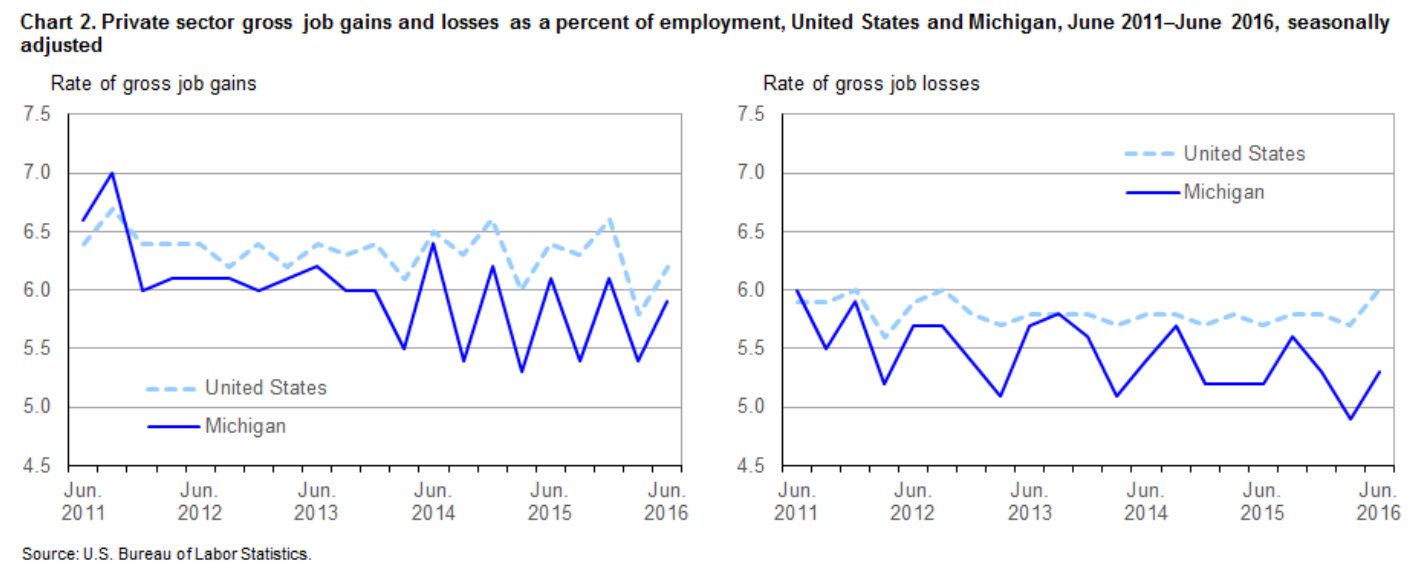 Chart 2. Private sector gross job gains and losses as a percent of employment, United States and Michigan, June 2011–June 2016, seasonally
adjusted
Rate of gross job gains
7.5
7.0
6.5
6.0
5.5
5.0
4.5
United States
Michigan
Jun. Jun. Jun. Jun. Jun. Jun.
2011 2012 2013 2014 2015 2016
Rate of gross job losses
7.5
7.0
6.5
6.0
5.5
5.0
4.5
United States
Michigan
Jun. Jun. Jun. Jun. Jun. Jun.
2011 2012 2013 2014 2015 2016
Source: U.S. Bureau of Labor Statistics.